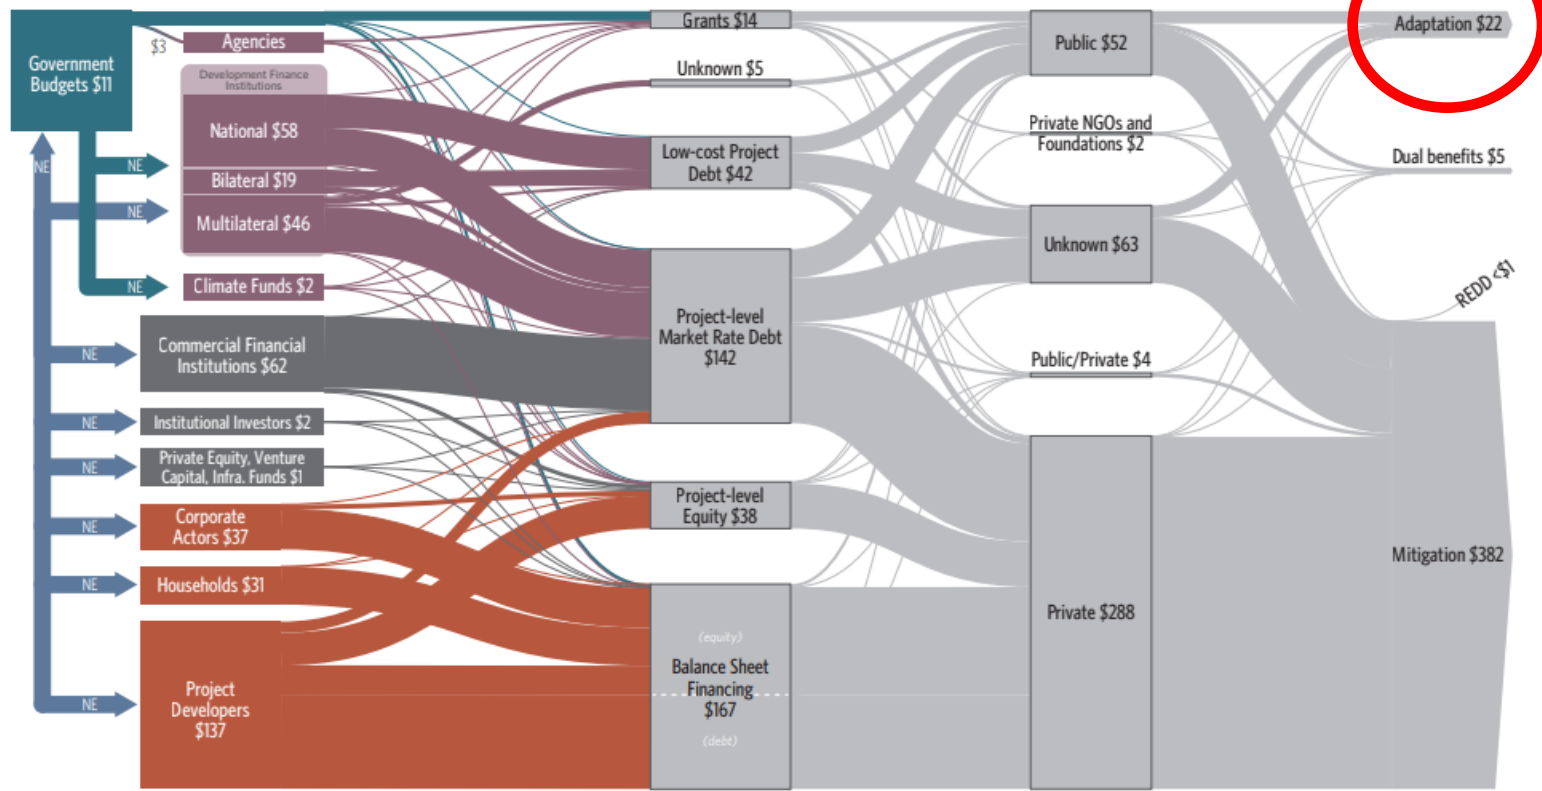 Government
Budgets $11
$3
Agencies
Development Finance
Institutions
National $58
Bilateral $19
Multilateral $46
Climate Funds $2
Commercial Financial
Institutions $62
Institutional Investors $2
Private Equity, Venture
Capital, Infra. Funds $1
Corporate
Actors $37
Households $31
Project
Developers
$137
NE
NE
NE
NE
NE
NE
NE
NE
NE
NE
Grants $14
Unknown $5
Low-cost Project
Debt $42
Project-level
Market Rate Debt
$142
Project-level
Equity $38
(equity)
Balance Sheet
Financing
$167
(debt)
Public $52
Private NGOs and
Foundations $2
Unknown $63
Public/Private $4
Private $288
Adaptation $22
Dual benefits $5
REDD <$1
Mitigation $382